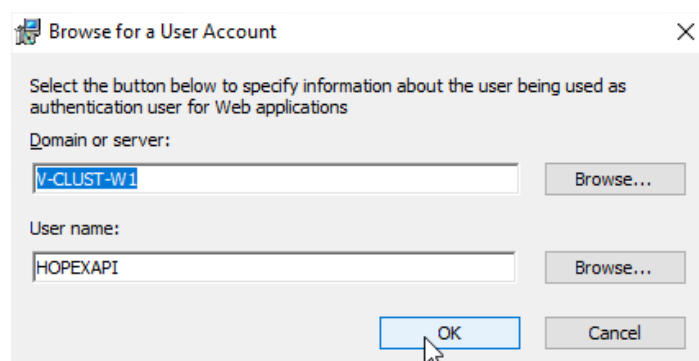 Browse for a User Account
Select the button below to specify information about the user being used as
authentication user for Web applications
Domain or server:
V-CLUST-W1
Browse...
User name:
HOPEXAPI
Browse...
OK
Cancel